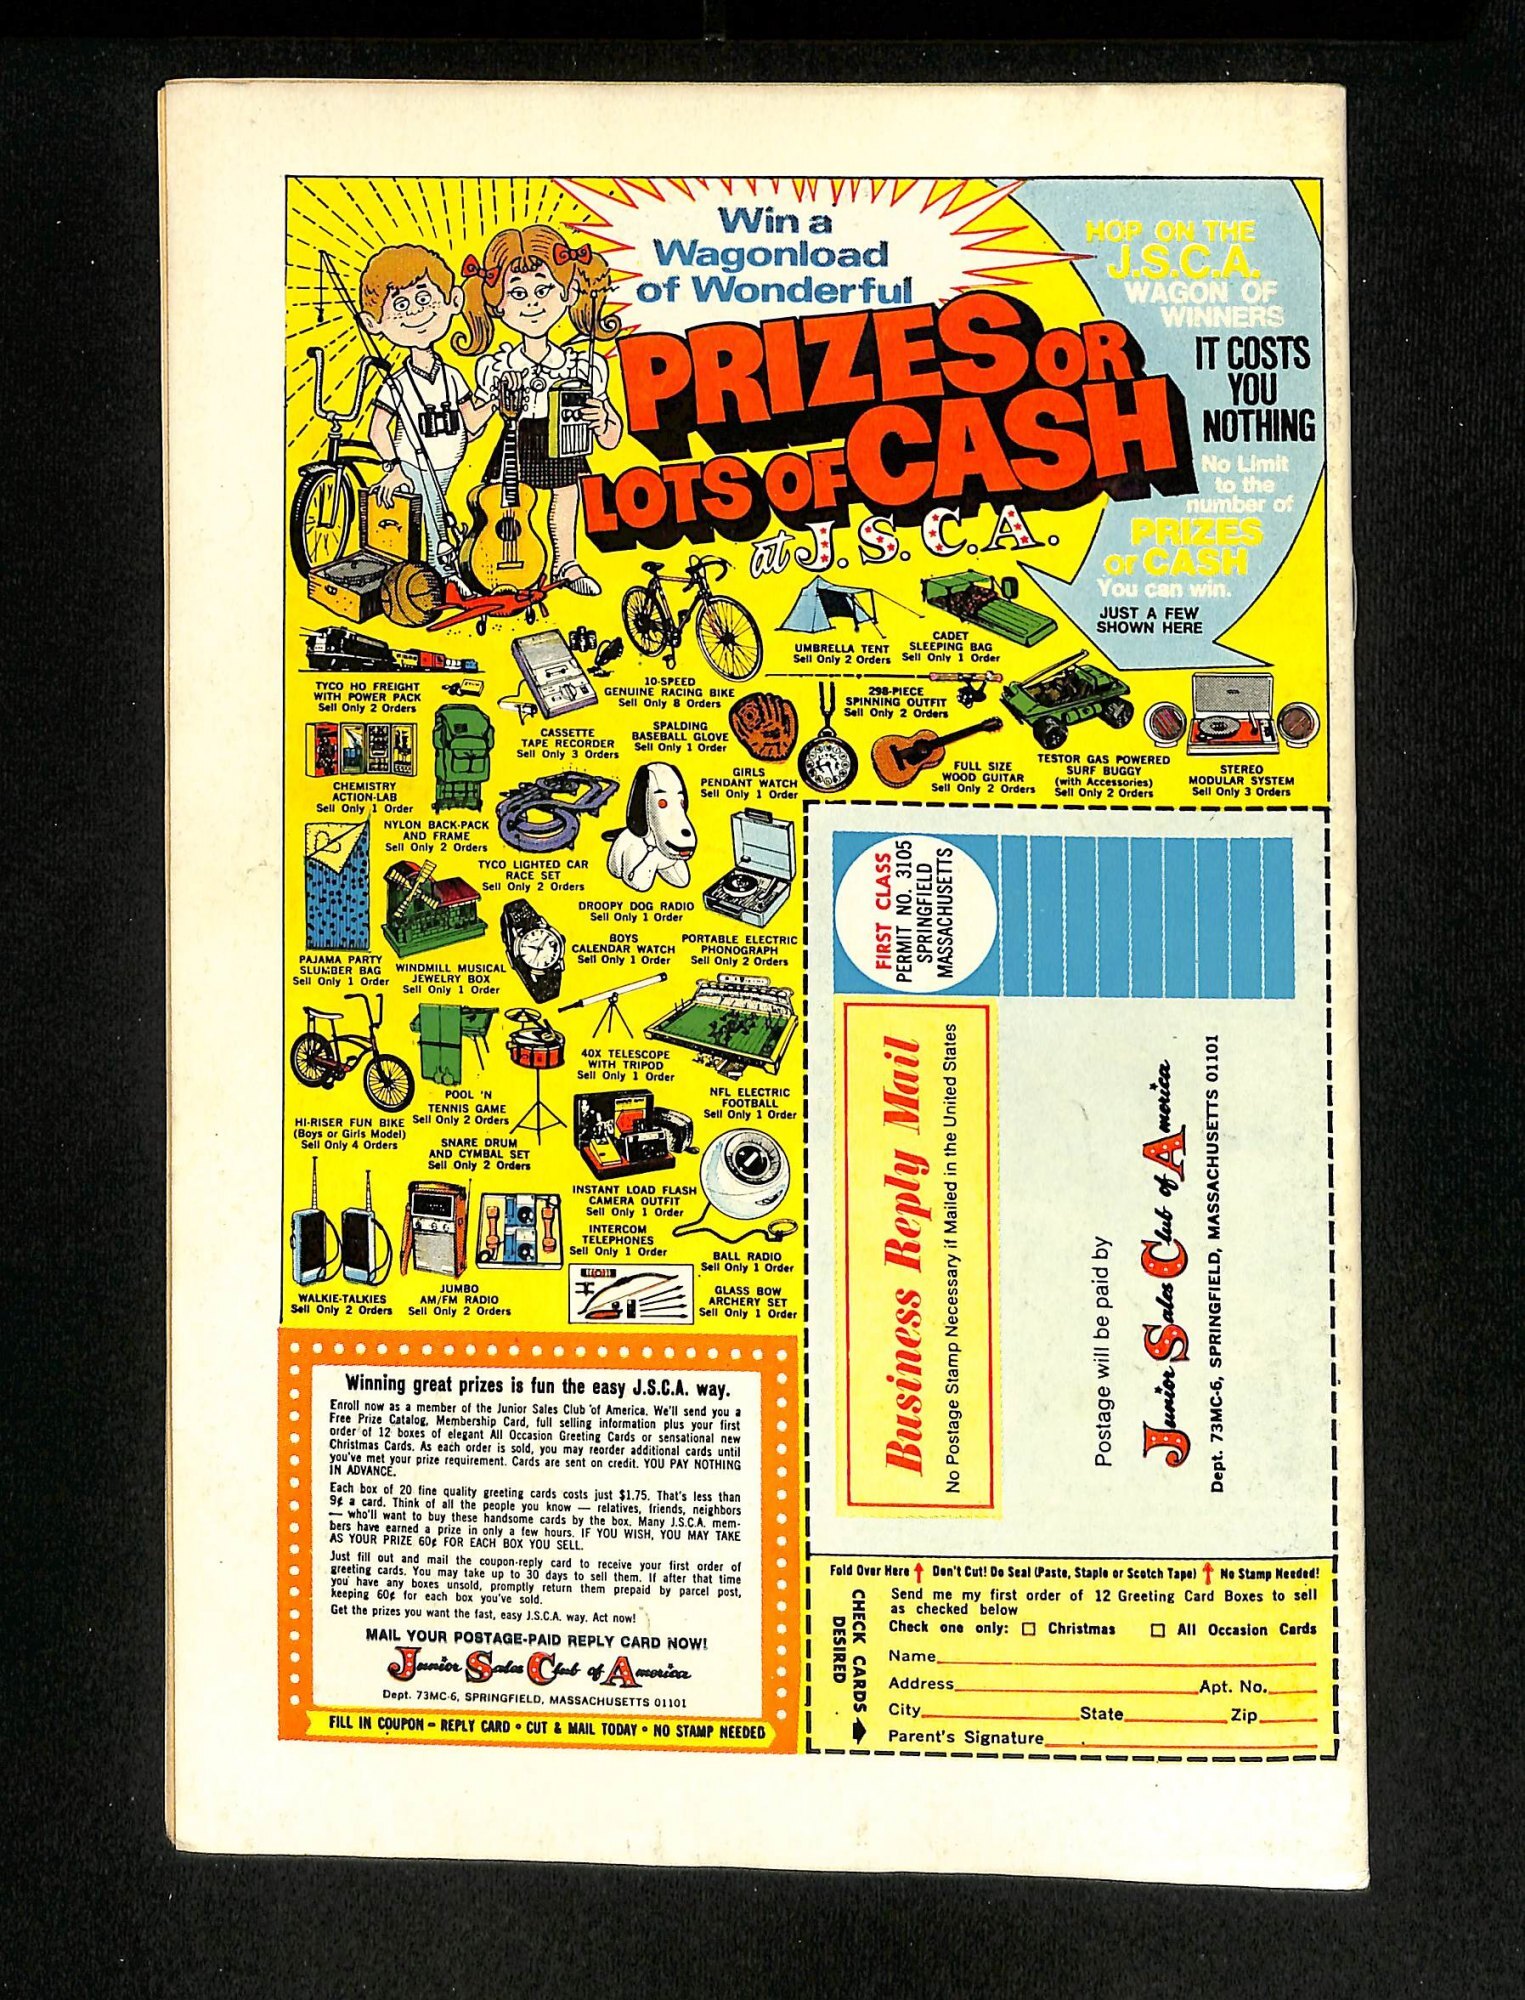 Win a
Wagonload
of Wonderful
PRIZES OR
LOTS OF CASH
at J.S.C.A.
HOP ON THE
J.S.C.A.
WAGON OF
WINNERS
IT COSTS
YOU
NOTHING
No Limit
to the
number of
PRIZES
or CASH
You can win.
JUST A FEW
SHOWN HERE
TYCO HO FREIGHT
WITH POWER PACK
Sell Only 2 Orders
CASSETTE
TAPE RECORDER
Sell Only 3 Orders
10-SPEED
GENUINE RACING BIKE
Sell Only 8 Orders
UMBRELLA TENT
Sell Only 2 Orders
CADET
SLEEPING BAG
Sell Only 1 Order
SPALDING
BASEBALL GLOVE
Sell Only 1 Order
298-PIECE
SPINNING OUTFIT
Sell Only 2 Orders
GIRLS
PENDANT WATCH
Sell Only 1 Order
FULL SIZE
WOOD GUITAR
Sell Only 2 Orders
TESTOR GAS POWERED
SURF BUGGY
(with Accessories)
Sell Only 2 Orders
STEREO
MODULAR SYSTEM
Sell Only 3 Orders
CHEMISTRY
ACTION-LAB
Sell Only 1 Order
NYLON BACK-PACK
AND FRAME
Sell Only 2 Orders
TYCO LIGHTED CAR
RACE SET
Sell Only 2 Orders
DROOPY DOG RADIO
Sell Only 1 Order
PAJAMA PARTY
SLUMBER BAG
Sell Only 1 Order
WINDMILL MUSICAL
JEWELRY BOX
Sell Only 1 Order
BOYS
CALENDAR WATCH
Sell Only 1 Order
PORTABLE ELECTRIC
PHONOGRAPH
Sell Only 2 Orders
HI-RISER FUN BIKE
(Boys or Girls Model)
Sell Only 4 Orders
POOL 'N
TENNIS GAME
Sell Only 2 Orders
SNARE DRUM
AND CYMBAL SET
Sell Only 2 Orders
40X TELESCOPE
WITH TRIPOD
Sell Only 1 Order
NFL ELECTRIC
FOOTBALL
Sell Only 1 Order
INSTANT LOAD FLASH
CAMERA OUTFIT
Sell Only 1 Order
WALKIE-TALKIES
Sell Only 2 Orders
JUMBO
AM/FM RADIO
Sell Only 2 Orders
INTERCOM
TELEPHONES
Sell Only 1 Order
BALL RADIO
Sell Only 1 Order
GLASS BOW
ARCHERY SET
Sell Only 1 Order
Winning great prizes is fun the easy J.S.C.A. way.
Enroll now as a member of the Junior Sales Club of America. We'll send you a
Free Prize Catalog, Membership Card, full selling information plus your first
order of 12 boxes of elegant All Occasion Greeting Cards or sensational new
Christmas Cards. As each order is sold, you may reorder additional cards until
you've met your prize requirement. Cards are sent on credit. YOU PAY NOTHING
IN ADVANCE.
Each box of 20 fine quality greeting cards costs just $1.75. That's less than
9¢ a card. Think of all the people you know — relatives, friends, neighbors
— who'll want to buy these handsome cards by the box. Many J.S.C.A. mem-
bers have earned a prize in only a few hours. IF YOU WISH, YOU MAY TAKE
AS YOUR PRIZE 60¢ FOR EACH BOX YOU SELL.
Just fill out and mail the coupon-reply card to receive your first order of
greeting cards. You may take up to 30 days to sell them. If after that time
you have any boxes unsold, promptly return them prepaid by parcel post,
keeping 60¢ for each box you've sold.
Get the prizes you want the fast, easy J.S.C.A. way. Act now!
MAIL YOUR POSTAGE-PAID REPLY CARD NOW!
Junior Sales Club of America
Dept. 73MC-6, SPRINGFIELD, MASSACHUSETTS 01101
FILL IN COUPON – REPLY CARD • CUT & MAIL TODAY • NO STAMP NEEDED
FIRST CLASS
PERMIT NO. 3105
SPRINGFIELD
MASSACHUSETTS
Business Reply Mail
No Postage Stamp Necessary if Mailed in the United States
Postage will be paid by
Junior Sales Club of America
Dept. 73MC-6, SPRINGFIELD, MASSACHUSETTS 01101
Fold Over Here ↑ Don't Cut! Do Seal (Paste, Staple or Scotch Tape) ↑ No Stamp Needed!
CHECK CARDS
DESIRED
Send me my first order of 12 Greeting Card Boxes to sell
as checked below
Check one only: ☐ Christmas ☐ All Occasion Cards
Name
Address Apt. No.
City State Zip
Parent's Signature